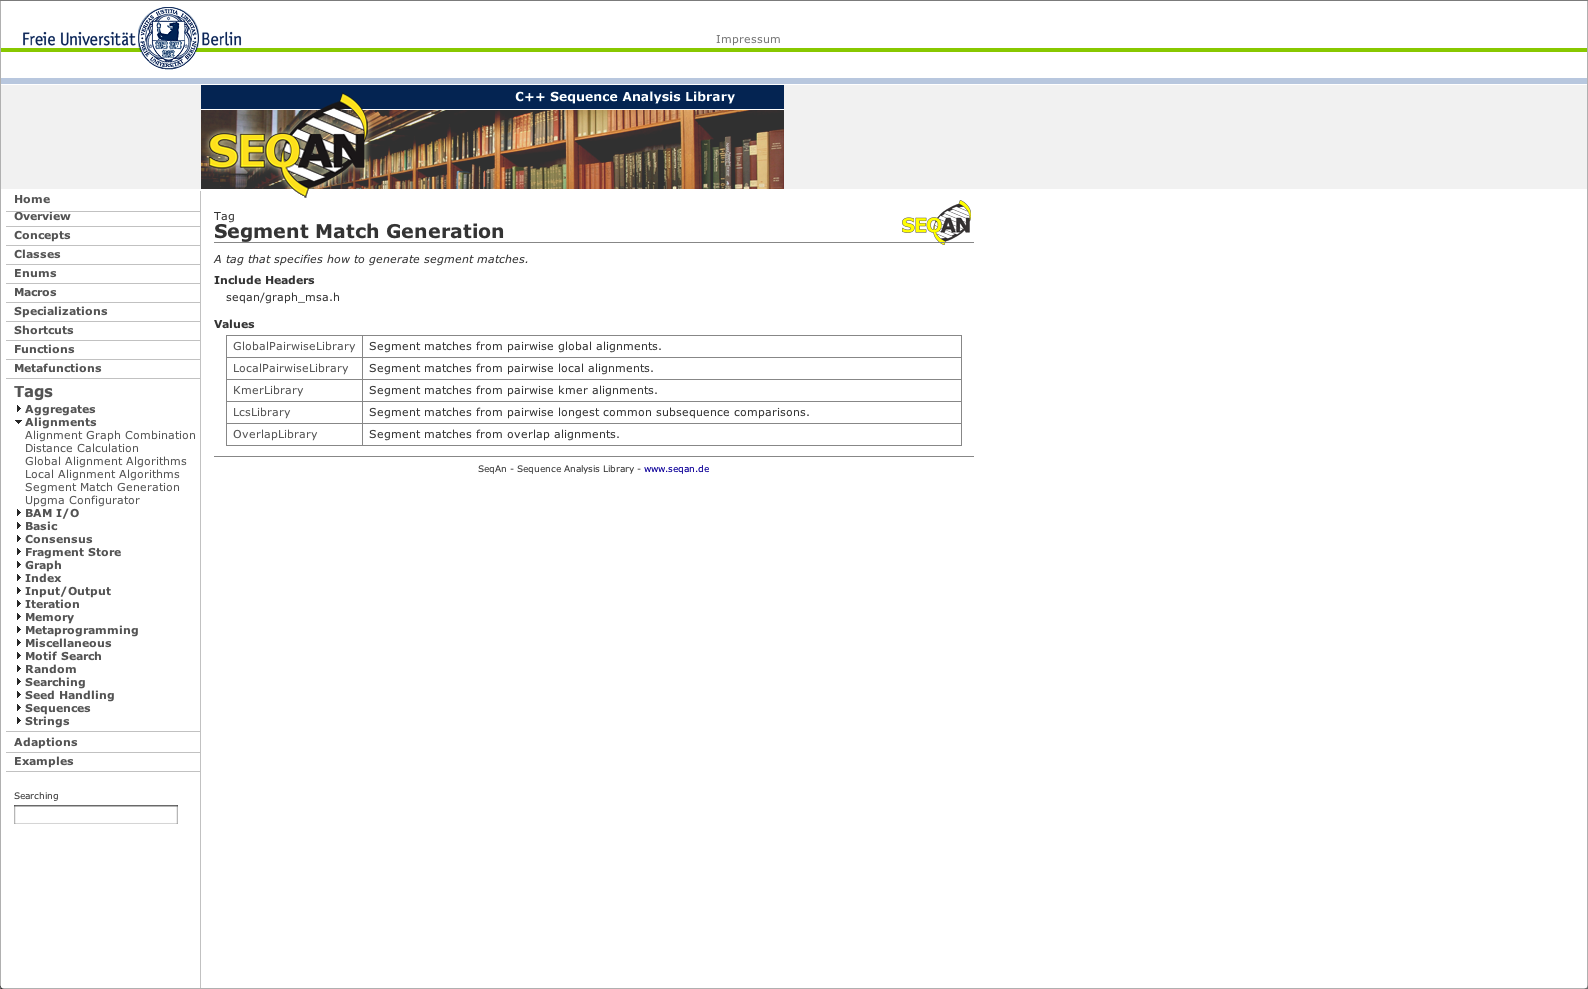 Freie Universität Berlin
Impressum
C++ Sequence Analysis Library
SEQAN
Home
Overview
Concepts
Classes
Enums
Macros
Specializations
Shortcuts
Functions
Metafunctions
Tags
Aggregates
Alignments
Alignment Graph Combination
Distance Calculation
Global Alignment Algorithms
Local Alignment Algorithms
Segment Match Generation
Upgma Configurator
BAM I/O
Basic
Consensus
Fragment Store
Graph
Index
Input/Output
Iteration
Memory
Metaprogramming
Miscellaneous
Motif Search
Random
Searching
Seed Handling
Sequences
Strings
Adaptions
Examples
Searching
Tag
Segment Match Generation
SEQAN
A tag that specifies how to generate segment matches.
Include Headers
seqan/graph_msa.h
Values
GlobalPairwiseLibrary Segment matches from pairwise global alignments.
LocalPairwiseLibrary Segment matches from pairwise local alignments.
KmerLibrary Segment matches from pairwise kmer alignments.
LcsLibrary Segment matches from pairwise longest common subsequence comparisons.
OverlapLibrary Segment matches from overlap alignments.
SeqAn - Sequence Analysis Library - www.seqan.de